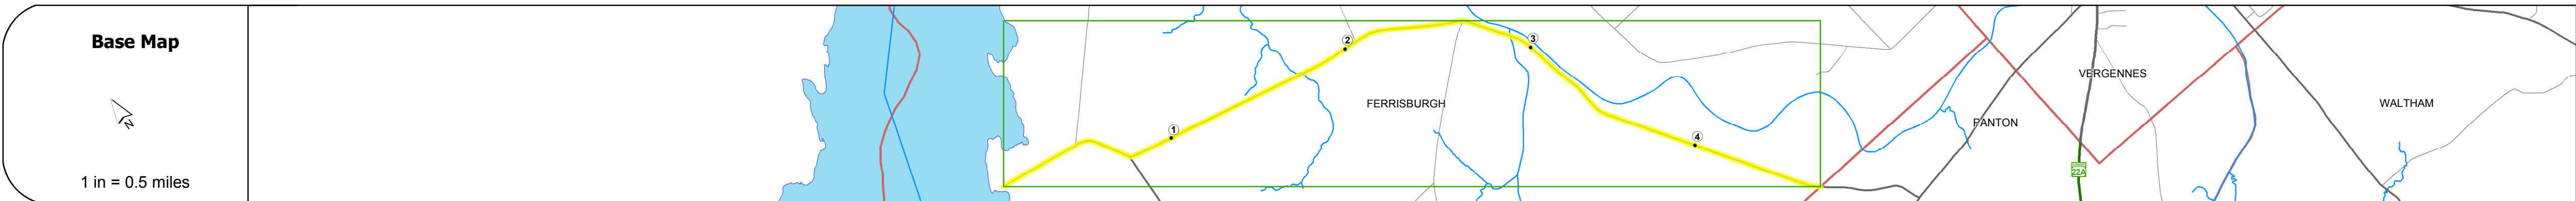 Base Map
N
1 in = 0.5 miles
1
2
3
4
FERRISBURGH
PANTON
VERGENNES
22A
WALTHAM